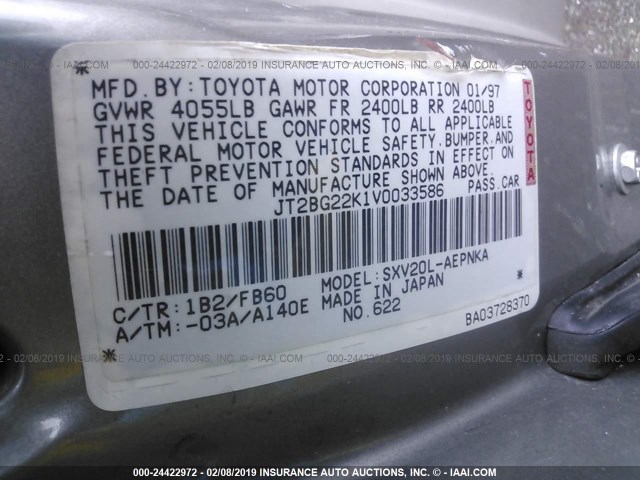 000-24422972 - 02/08/2019 INSURANCE AUTO AUCTIONS, INC. - IAAI.COM
MFD.BY:TOYOTA MOTOR CORPORATION 01/97
GVWR 4055LB GAWR FR 2400LB RR 2400LB
THIS VEHICLE CONFORMS TO ALL APPLICABLE
FEDERAL MOTOR VEHICLE SAFETY,BUMPER,AND
THEFT PREVENTION STANDARDS IN EFFECT ON
THE DATE OF MANUFACTURE SHOWN ABOVE.
JT2BG22K1V0033586 PASS.CAR
TOYOTA
C/TR:1B2/FB60 MODEL:SXV20L-AEPNKA
A/TM:-03A/A140E MADE IN JAPAN
NO.622 BA03728370
000-24422972 - 02/08/2019 INSURANCE AUTO AUCTIONS, INC. - IAAI.COM
000-24422972 - 02/08/2019 INSURANCE AUTO AUCTIONS, INC. - IAAI.COM